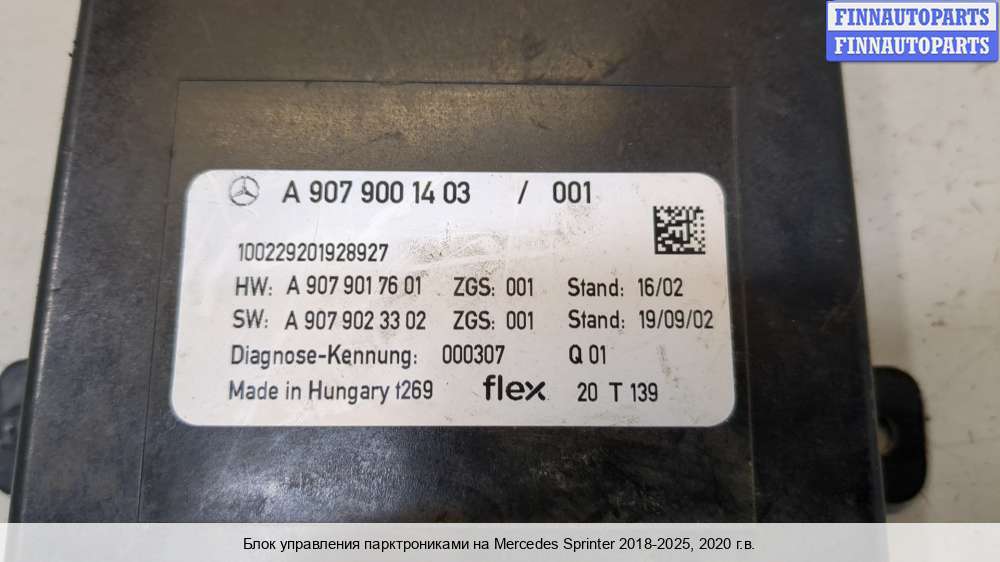 FINNAUTOPARTS
FINNAUTOPARTS
A 907 900 14 03 / 001
100229201928927
HW: A 907 901 76 01 ZGS: 001 Stand: 16/02
SW: A 907 902 33 02 ZGS: 001 Stand: 19/09/02
Diagnose-Kennung: 000307 Q 01
Made in Hungary t269 flex 20 T 139
Блок управления парктрониками на Mercedes Sprinter 2018-2025, 2020 г.в.